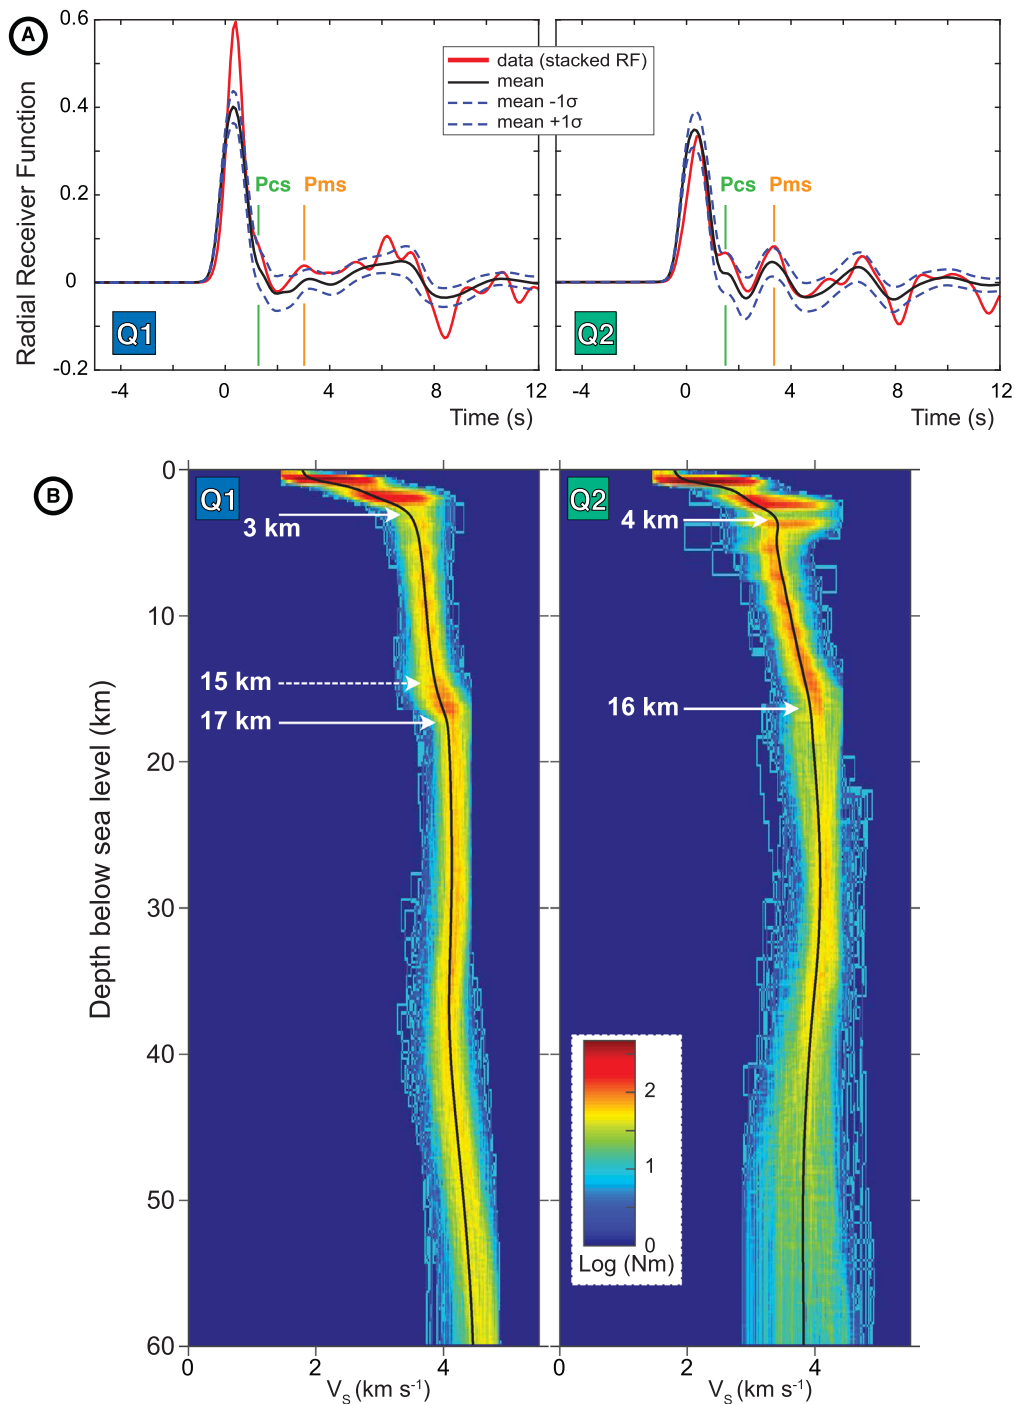 A
Radial Receiver Function
0.6
0.4
0.2
0
-0.2
data (stacked RF)
mean
mean -1σ
mean +1σ
Pcs
Pms
Pcs
Pms
Q1
Q2
-4
0
4
8
12
-4
0
4
8
12
Time (s)
Time (s)
B
Depth below sea level (km)
0
10
20
30
40
50
60
Q1
3 km
15 km
17 km
Q2
4 km
16 km
2
1
0
Log (Nm)
0
2
4
0
2
4
VS (km s-1)
VS (km s-1)